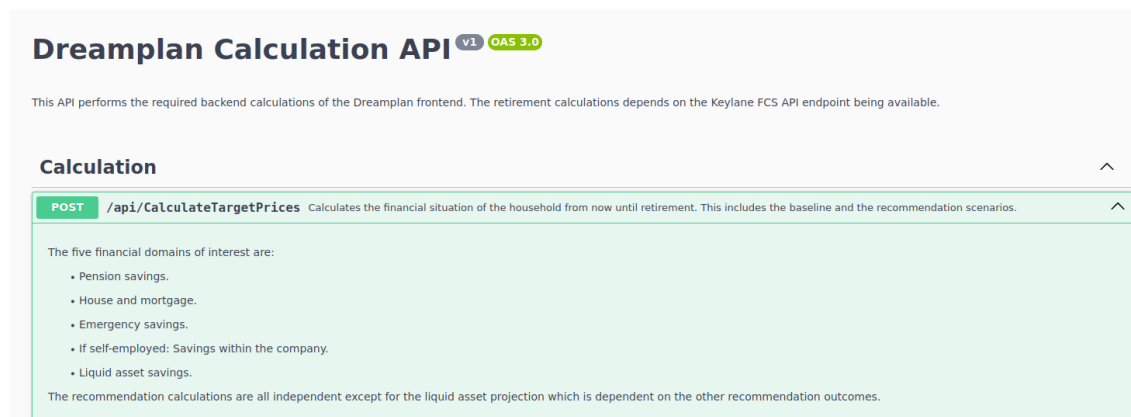 Dreamplan Calculation API v1 OAS 3.0
This API performs the required backend calculations of the Dreamplan frontend. The retirement calculations depends on the Keylane FCS API endpoint being available.
Calculation
POST /api/CalculateTargetPrices Calculates the financial situation of the household from now until retirement. This includes the baseline and the recommendation scenarios.
The five financial domains of interest are:
• Pension savings.
• House and mortgage.
• Emergency savings.
• If self-employed: Savings within the company.
• Liquid asset savings.
The recommendation calculations are all independent except for the liquid asset projection which is dependent on the other recommendation outcomes.